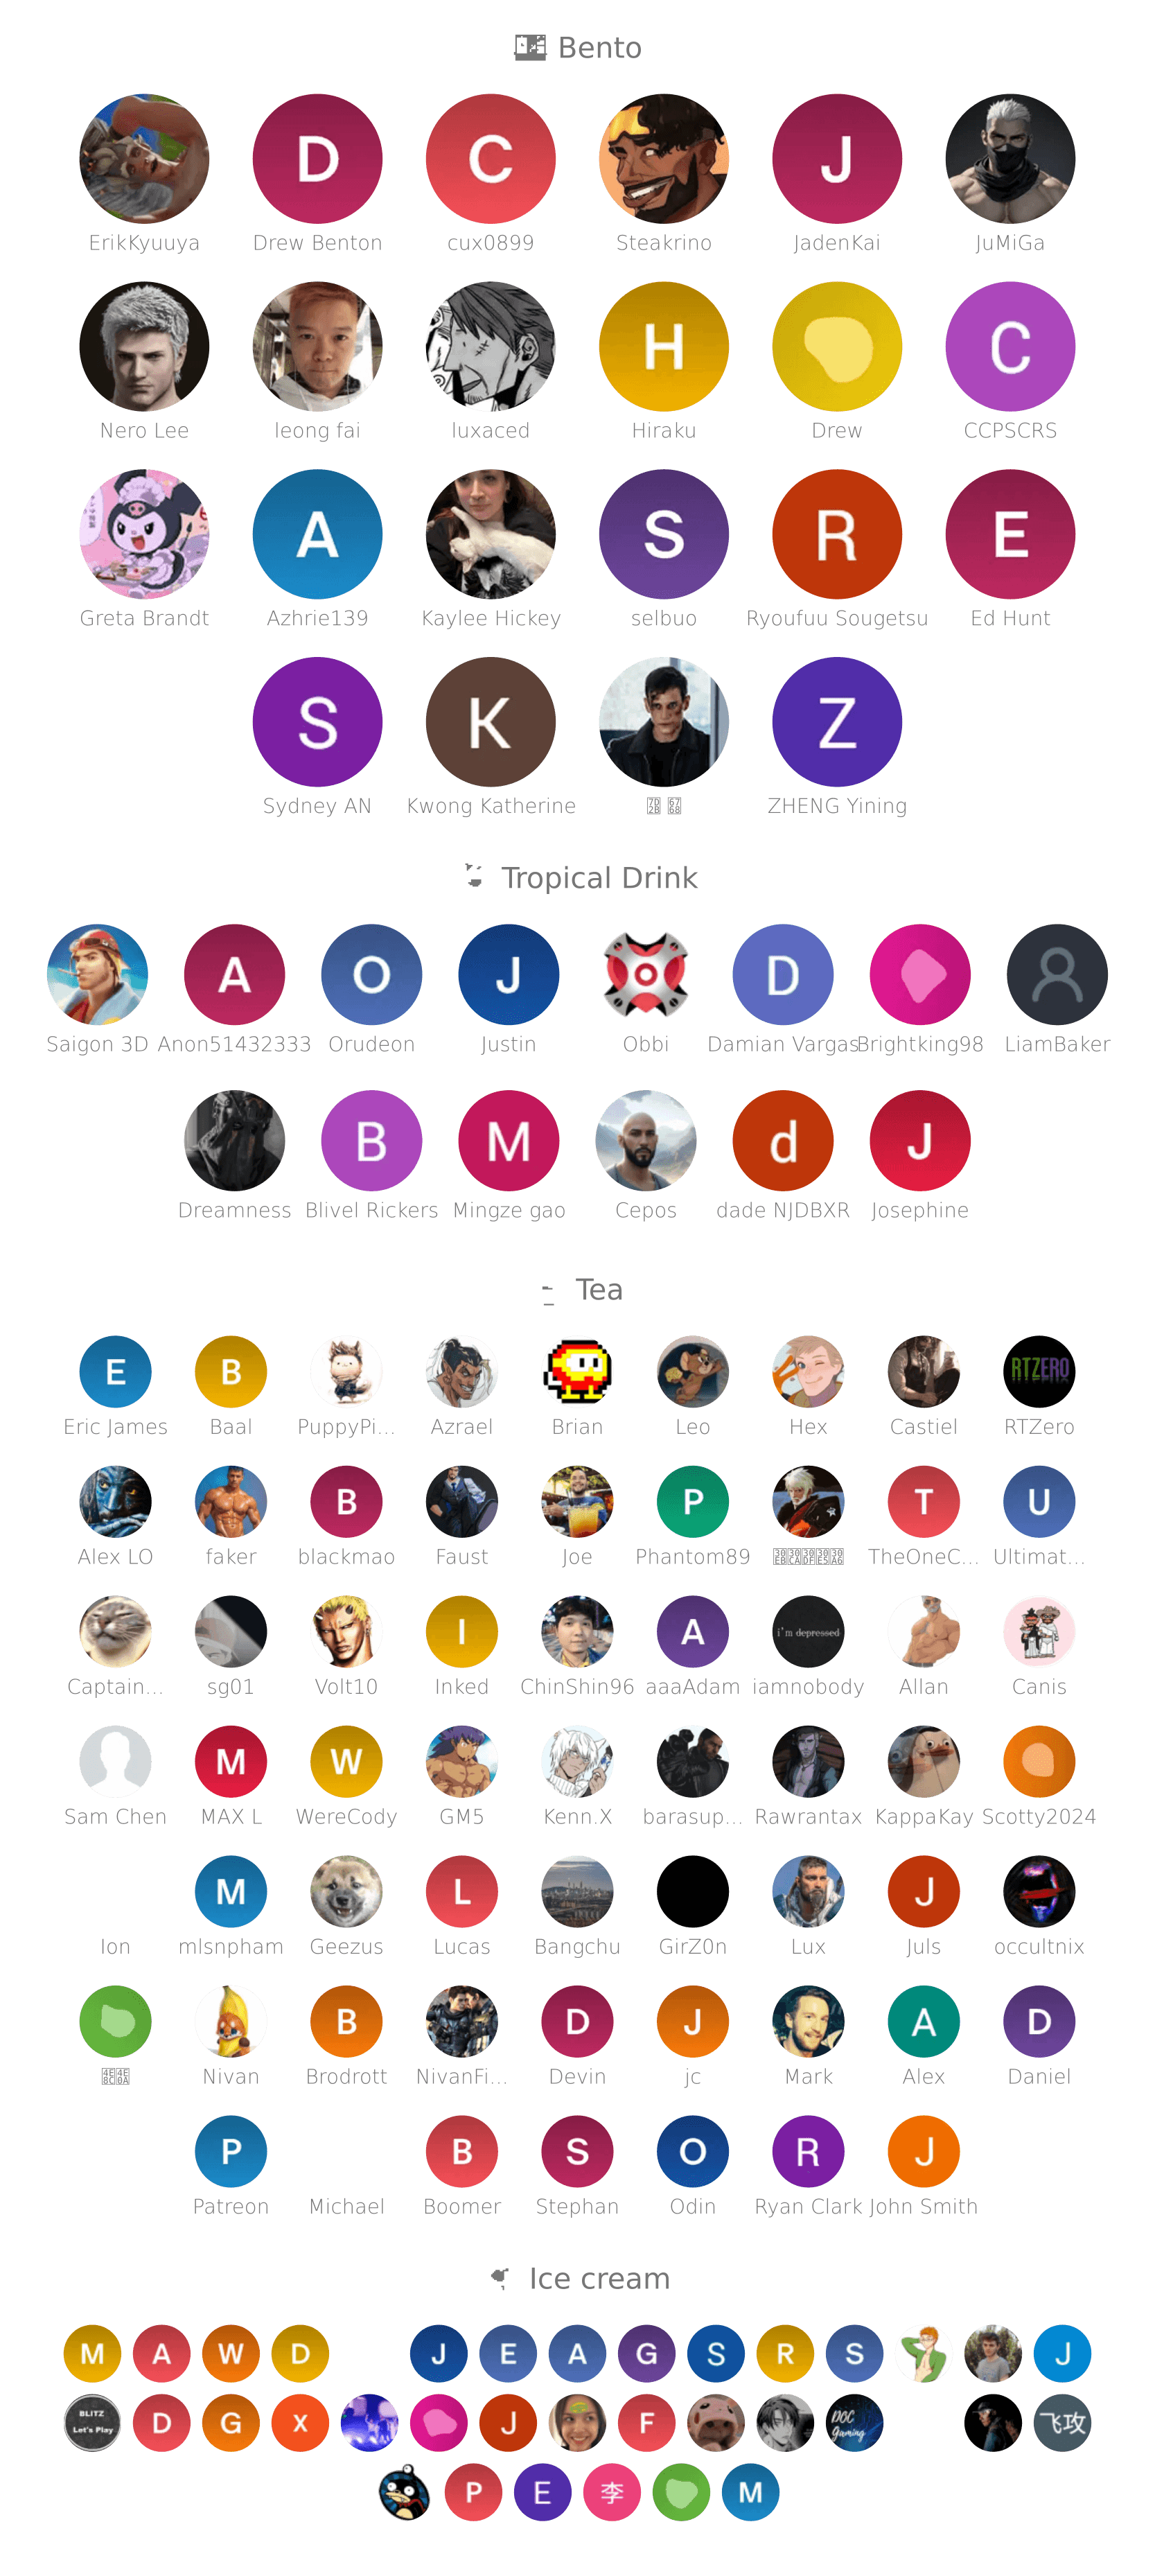 Bento
D C J
ErikKyuuya Drew Benton cux0899 Steakrino JadenKai JuMiGa
H C
Nero Lee leong fai luxaced Hiraku Drew CCPSCRS
A S R E
Greta Brandt Azhrie139 Kaylee Hickey selbuo Ryoufuu Sougetsu Ed Hunt
S K Z
Sydney AN Kwong Katherine ZHENG Yining
Tropical Drink
A O J D
Saigon 3D Anon51432333 Orudeon Justin Obbi Damian Vargas Brightking98 LiamBaker
B M d J
Dreamness Blivel Rickers Mingze gao Cepos dade NJDBXR Josephine
Tea
E B RTZERO
Eric James Baal PuppyPi... Azrael Brian Leo Hex Castiel RTZero
B P T U
Alex LO faker blackmao Faust Joe Phantom89 TheOneC... Ultimat...
I A i'm depressed
Captain... sg01 Volt10 Inked ChinShin96 aaaAdam iamnobody Allan Canis
M W
Sam Chen MAX L WereCody GM5 Kenn.X barasup... Rawrantax KappaKay Scotty2024
M L J
Ion mlsnpham Geezus Lucas Bangchu GirZ0n Lux Juls occultnix
B D J A D
Nivan Brodrott NivanFi... Devin jc Mark Alex Daniel
P B S O R J
Patreon Michael Boomer Stephan Odin Ryan Clark John Smith
Ice cream
M A W D J E A G S R S J
BLITZ
Let's Play D G X J F DOC Gaming 飞攻
P E 李 M